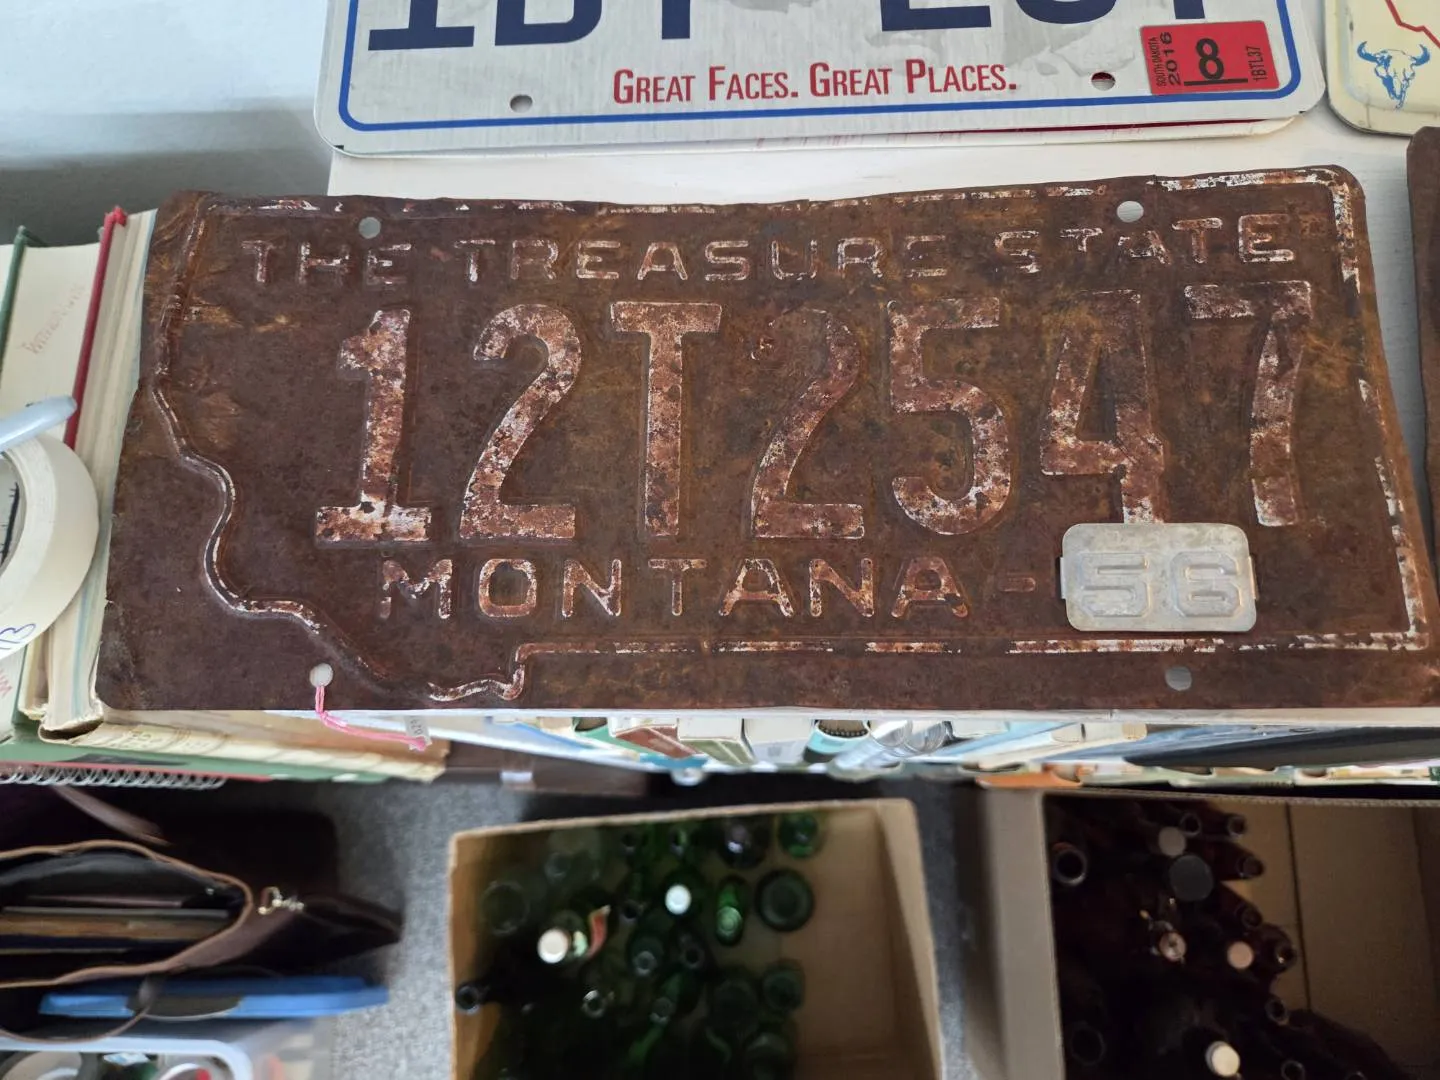 GREAT FACES. GREAT PLACES.
SOUTH DAKOTA
2016
8
1BTL37
THE TREASURE STATE
12T2547
MONTANA-56